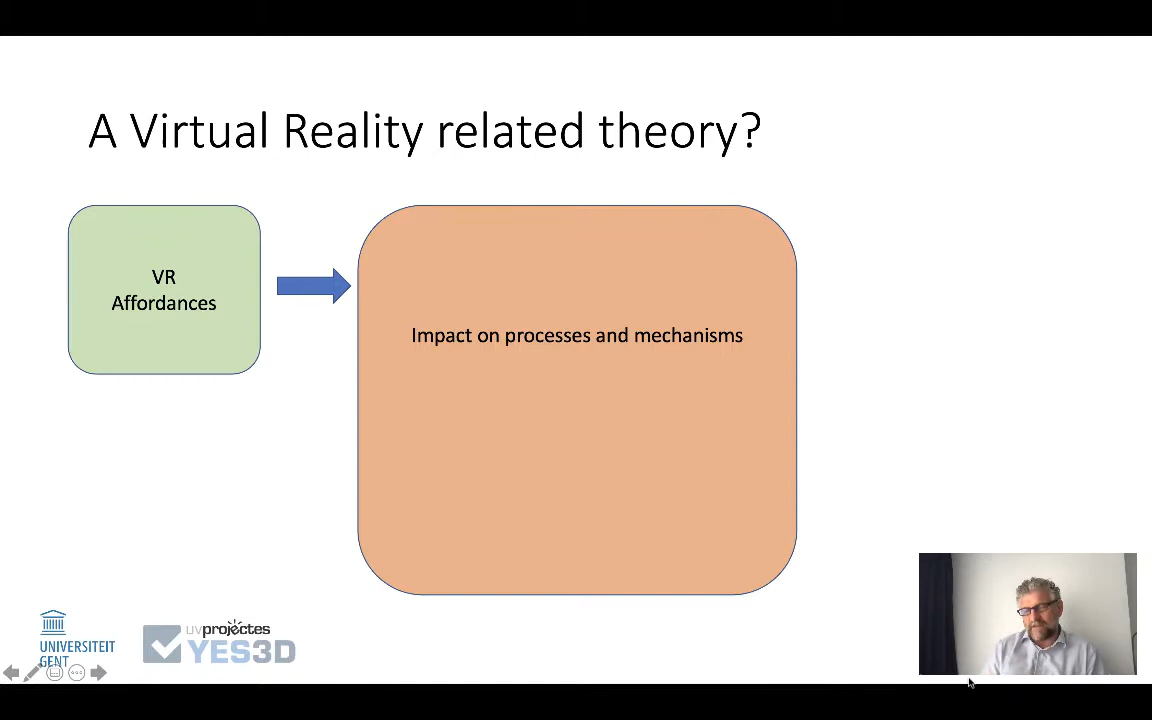 A Virtual Reality related theory?
VR
Affordances
Impact on processes and mechanisms
UNIVERSITEIT
GENT
uvprojectes
YES3D